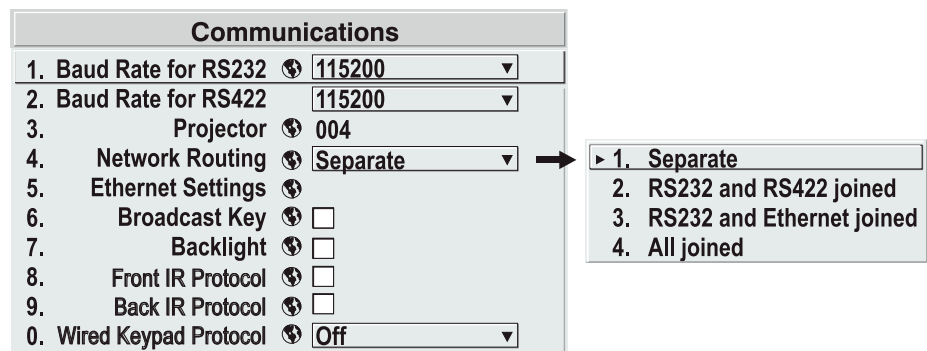 Communications
1. Baud Rate for RS232 115200
2. Baud Rate for RS422 115200
3. Projector 004
4. Network Routing Separate
5. Ethernet Settings
6. Broadcast Key
7. Backlight
8. Front IR Protocol
9. Back IR Protocol
0. Wired Keypad Protocol Off
1. Separate
2. RS232 and RS422 joined
3. RS232 and Ethernet joined
4. All joined